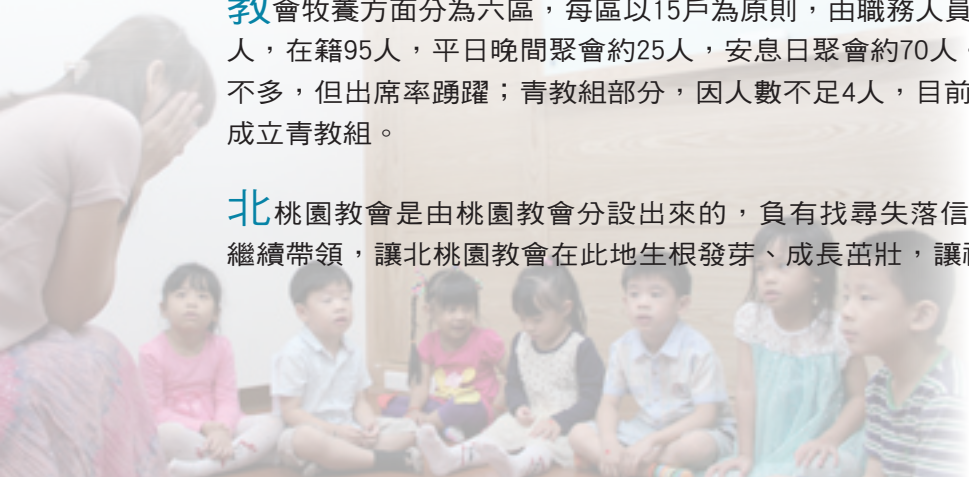 教會牧養方面分為六區，每區以15戶為原則，由職務人員
人，在籍95人，平日晚間聚會約25人，安息日聚會約70人
不多，但出席率踴躍；青教組部分，因人數不足4人，目前
成立青教組。
北桃園教會是由桃園教會分設出來的，負有找尋失落信
繼續帶領，讓北桃園教會在此地生根發芽、成長茁壯，讓